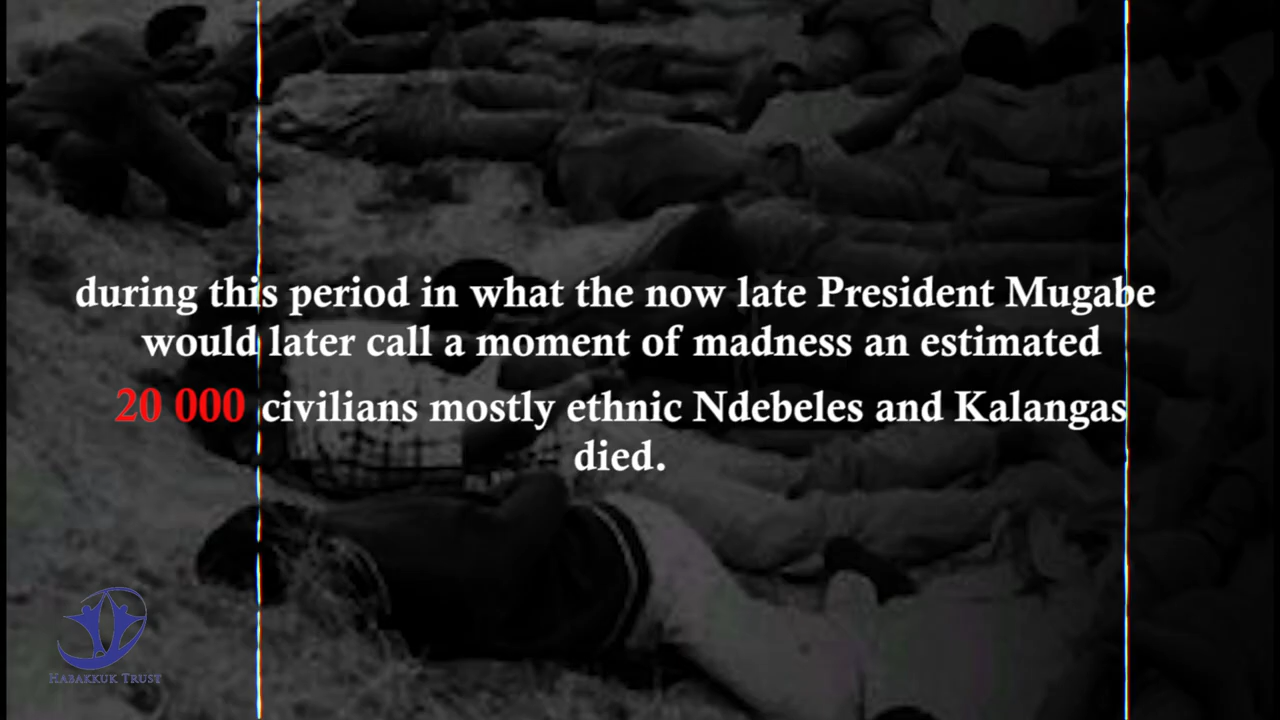 during this period in what the now late President Mugabe
would later call a moment of madness an estimated
20 000 civilians mostly ethnic Ndebeles and Kalangas
died.
HABAKKUK TRUST